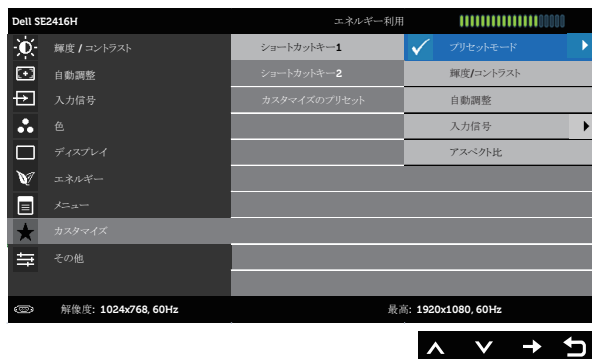 Dell SE2416H エネルギー利用
輝度 / コントラスト ショートカットキー1 プリセットモード
自動調整 ショートカットキー2 輝度/コントラスト
入力信号 カスタマイズのプリセット 自動調整
色 入力信号
ディスプレイ アスペクト比
エネルギー
メニュー
カスタマイズ
その他
解像度: 1024x768, 60Hz 最高: 1920x1080, 60Hz